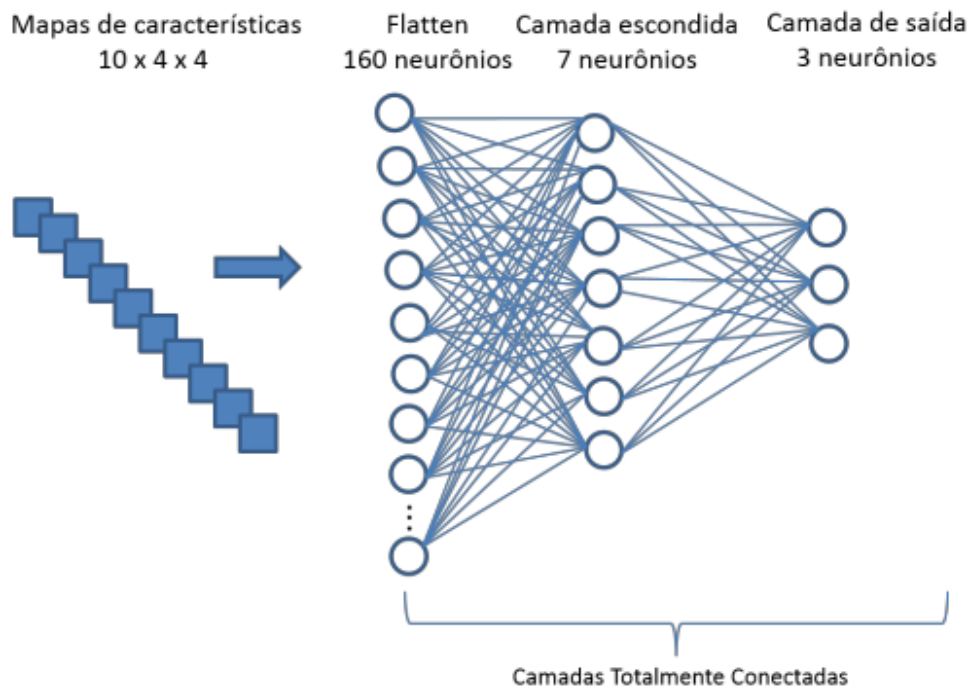 Mapas de características
10 x 4 x 4
Flatten
160 neurônios
Camada escondida
7 neurônios
Camada de saída
3 neurônios
Camadas Totalmente Conectadas